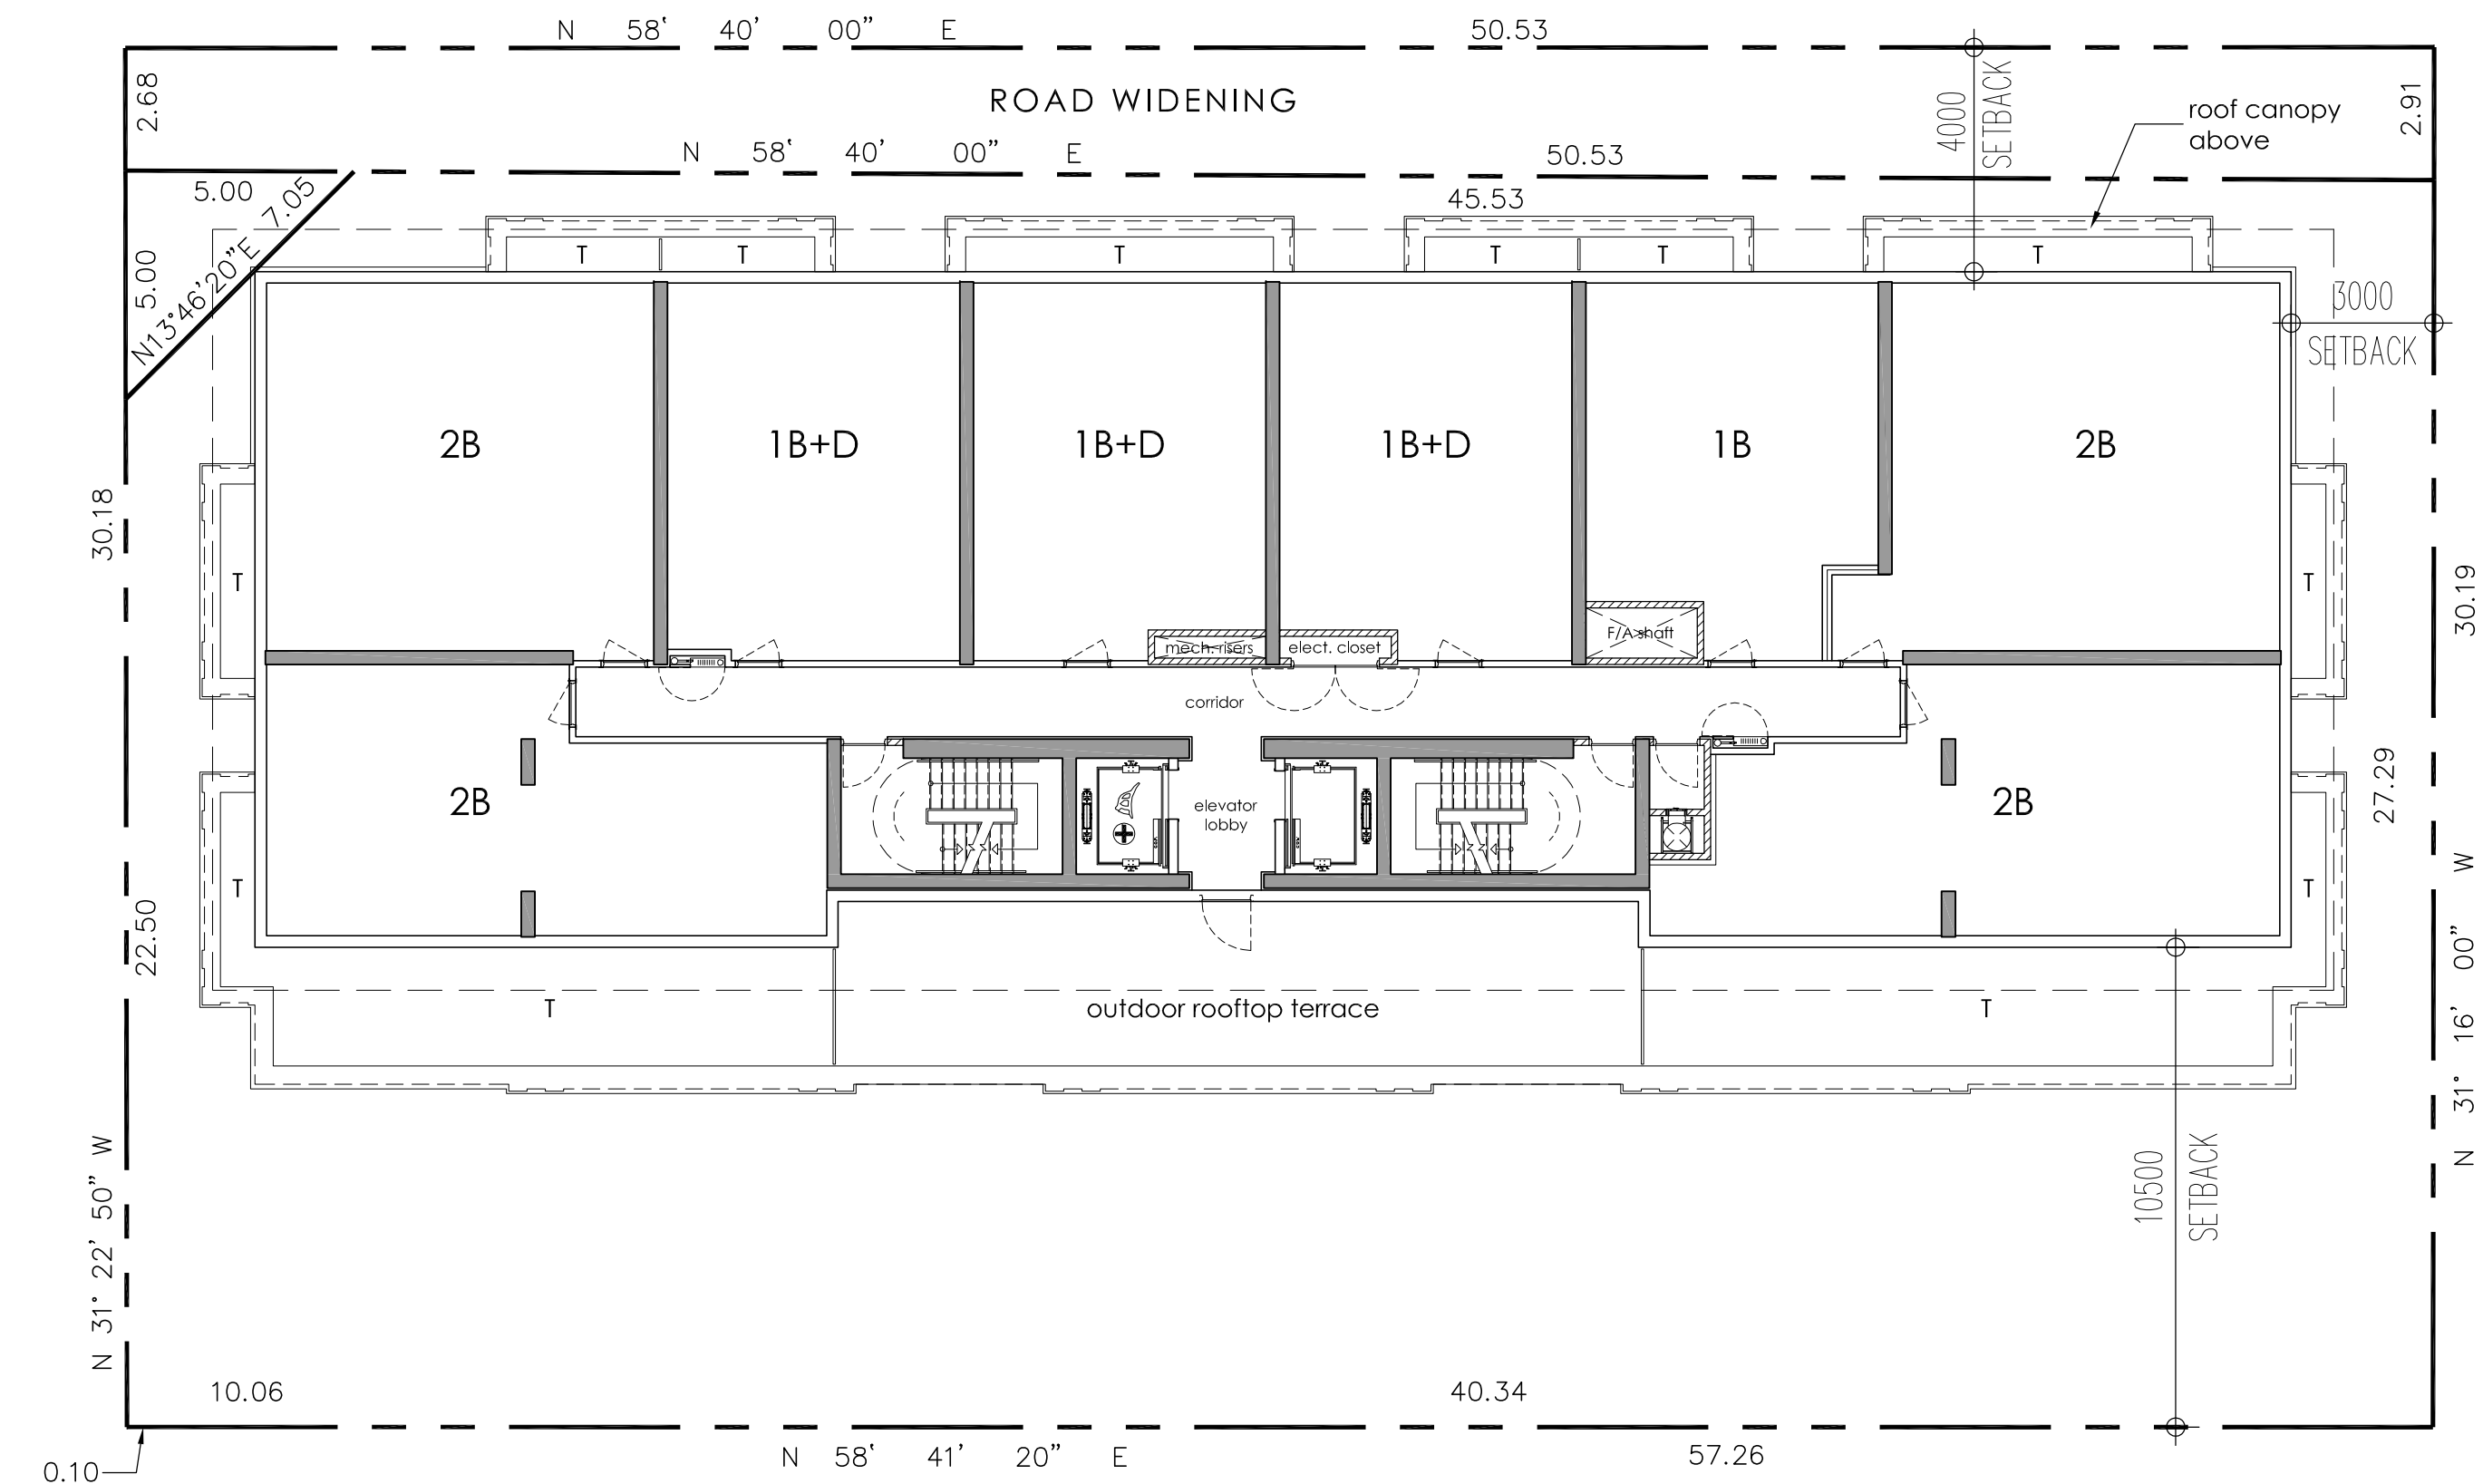 N 58‘ 40’ 00” E 50.53
ROAD WIDENING
2.68
4000
SETBACK
roof canopy
above
2.91
N 58‘ 40’ 00” E 50.53
5.00
7.05
45.53
5.00
N13°46’20”E
T
T
T
T
T
T
3000
SETBACK
2B
1B+D
1B+D
1B+D
1B
2B
30.18
30.19
T
T
mech. risers
elect. closet
F/A shaft
corridor
2B
elevator
lobby
2B
27.29
T
T
22.50
T
outdoor rooftop terrace
T
N 31° 16’ 00” W
N 31° 22’ 50” W
10500
SETBACK
10.06
40.34
N 58‘ 41’ 20” E
57.26
0.10